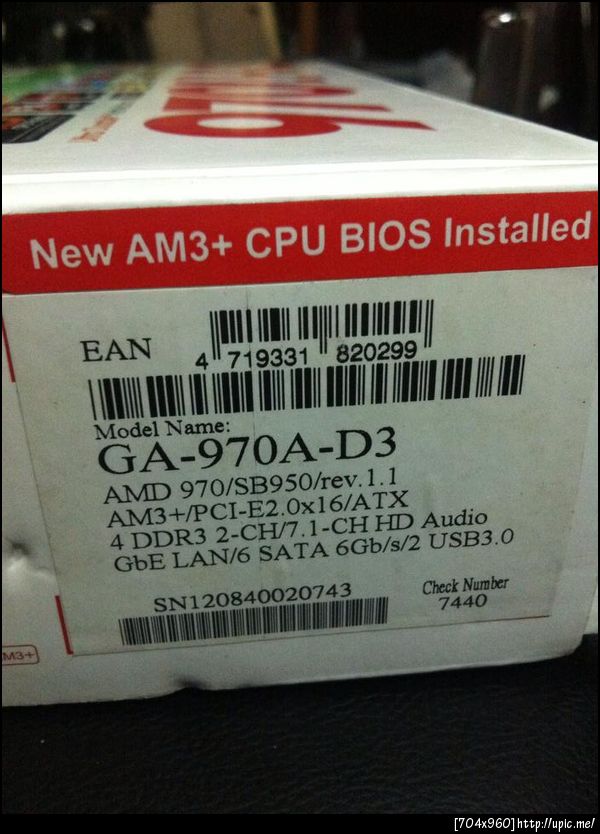 970
New AM3+ CPU BIOS Installed
EAN
4 719331 820299
Model Name:
GA-970A-D3
AMD 970/SB950/rev.1.1
AM3+/PCI-E2.0x16/ATX
4 DDR3 2-CH/7.1-CH HD Audio
GbE LAN/6 SATA 6Gb/s/2 USB3.0
SN120840020743
Check Number
7440
AM3+
[704x960]http://upic.me/